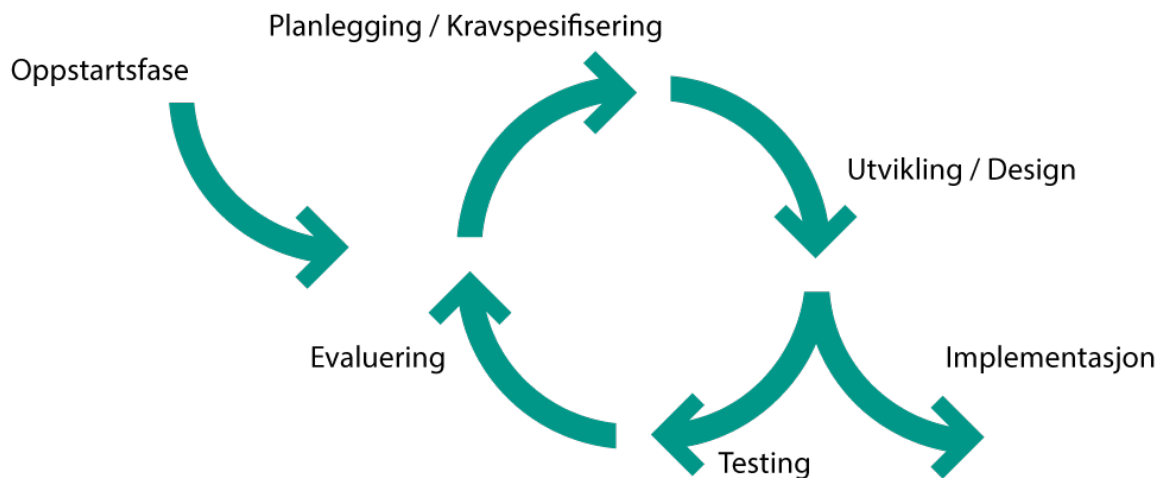 Planlegging / Kravspesifisering
Oppstartsfase
Utvikling / Design
Evaluering
Implementasjon
Testing